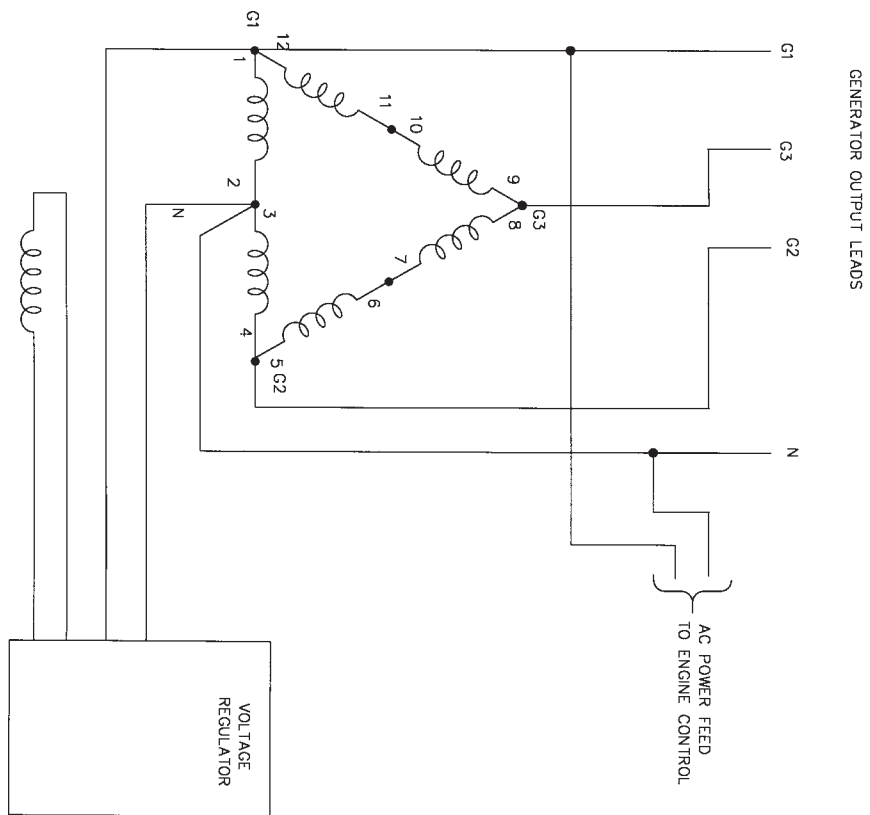 GENERATOR OUTPUT LEADS
G1
G3
G2
N
AC POWER FEED
TO ENGINE CONTROL
G1
12
1
11
10
9
G3
8
2
3
N
7
6
4
5 G2
VOLTAGE
REGULATOR